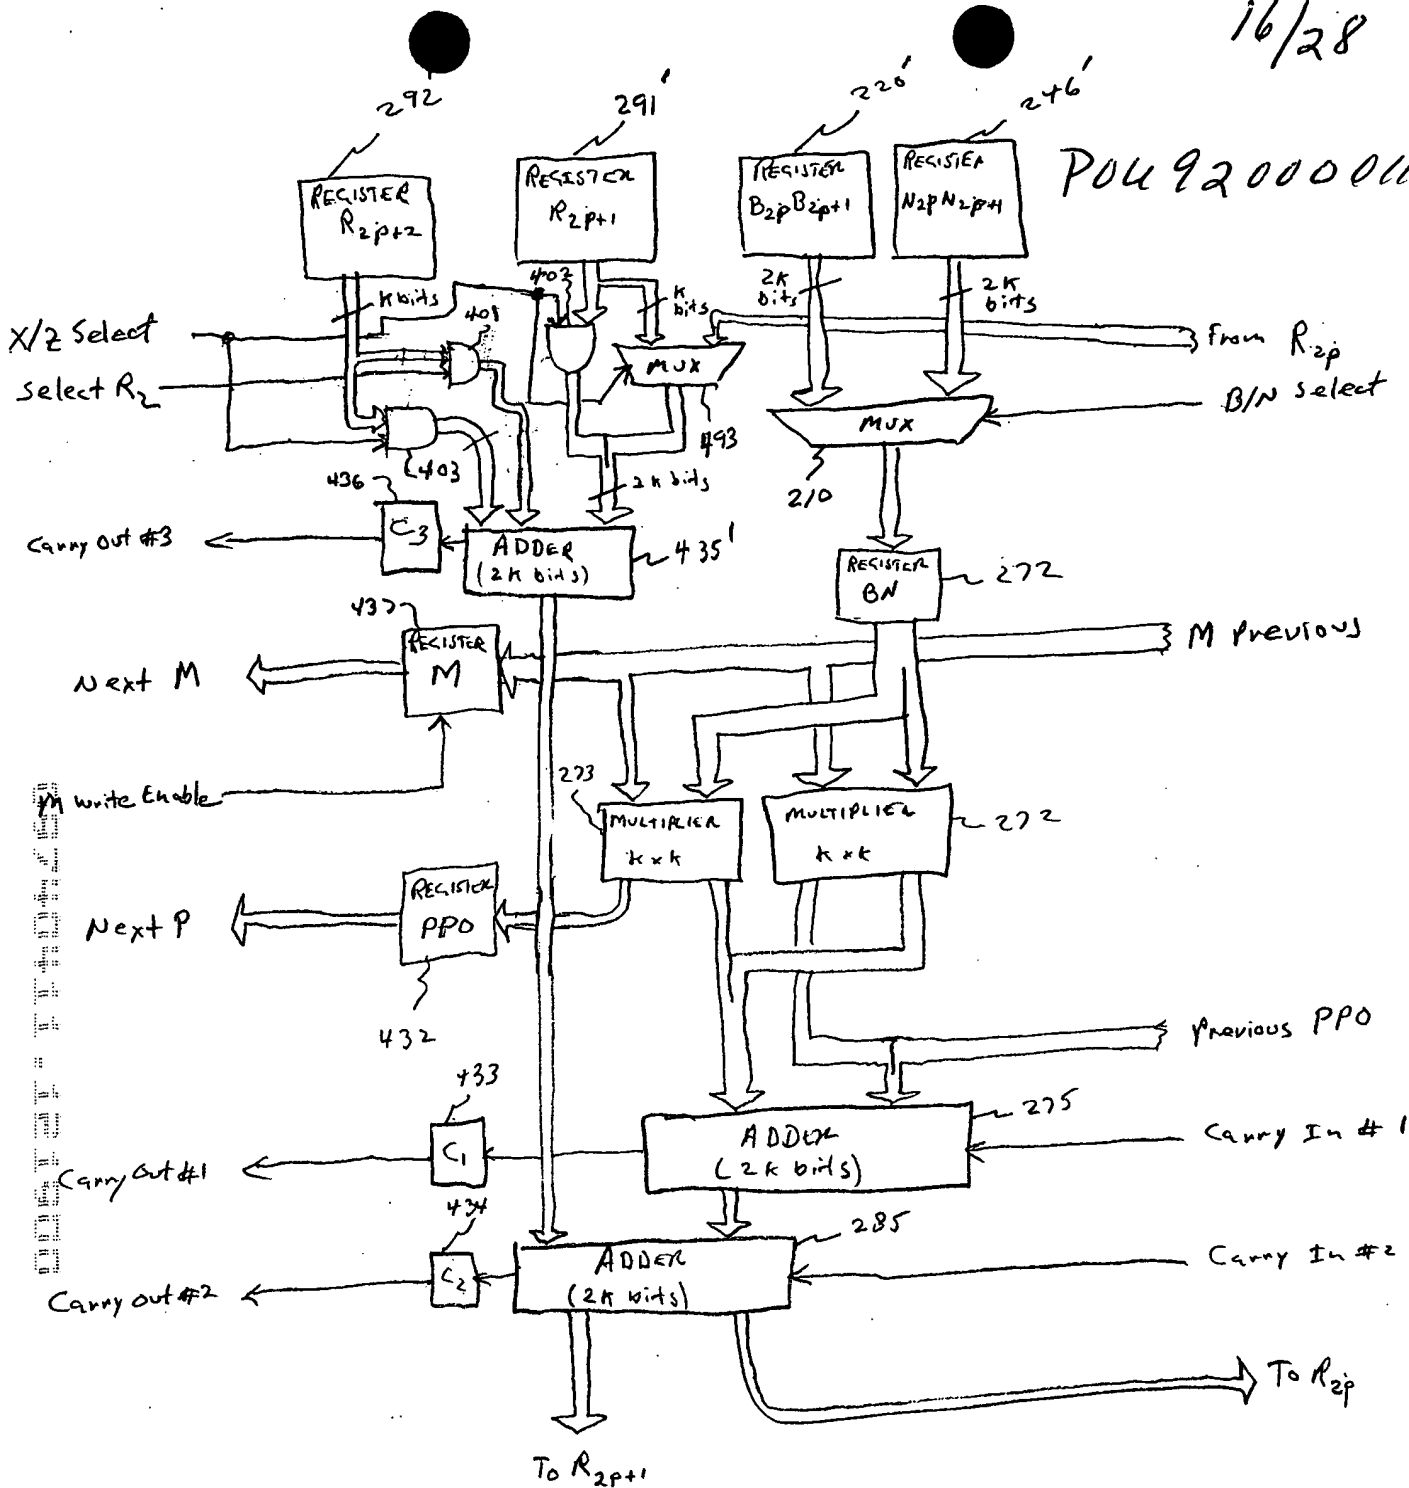 16/28
292
291'
220'
246'
REGISTER
R2p+2
REGISTER
R2p+1
REGISTER
B2pB2p+1
REGISTER
N2pN2p+1
402
K bits
K
bits
2K
bits
2K
bits
X/Z Select
401
MUX
From R2p
Select R2
B/N Select
MUX
493
403
2K bits
210
436
Carry Out #3
C3
ADDER
(2K bits)
435'
REGISTER
BN
272
437
REGISTER
M
M Previous
Next M
M Write Enable
273
MULTIPLIER
k x k
MULTIPLIER
k x k
272
REGISTER
PPO
Next P
432
Previous PPO
433
275
C1
ADDER
(2K bits)
Carry In #1
Carry Out #1
434
285
C2
ADDER
(2K bits)
Carry In #2
Carry Out #2
To R2p
To R2p+1